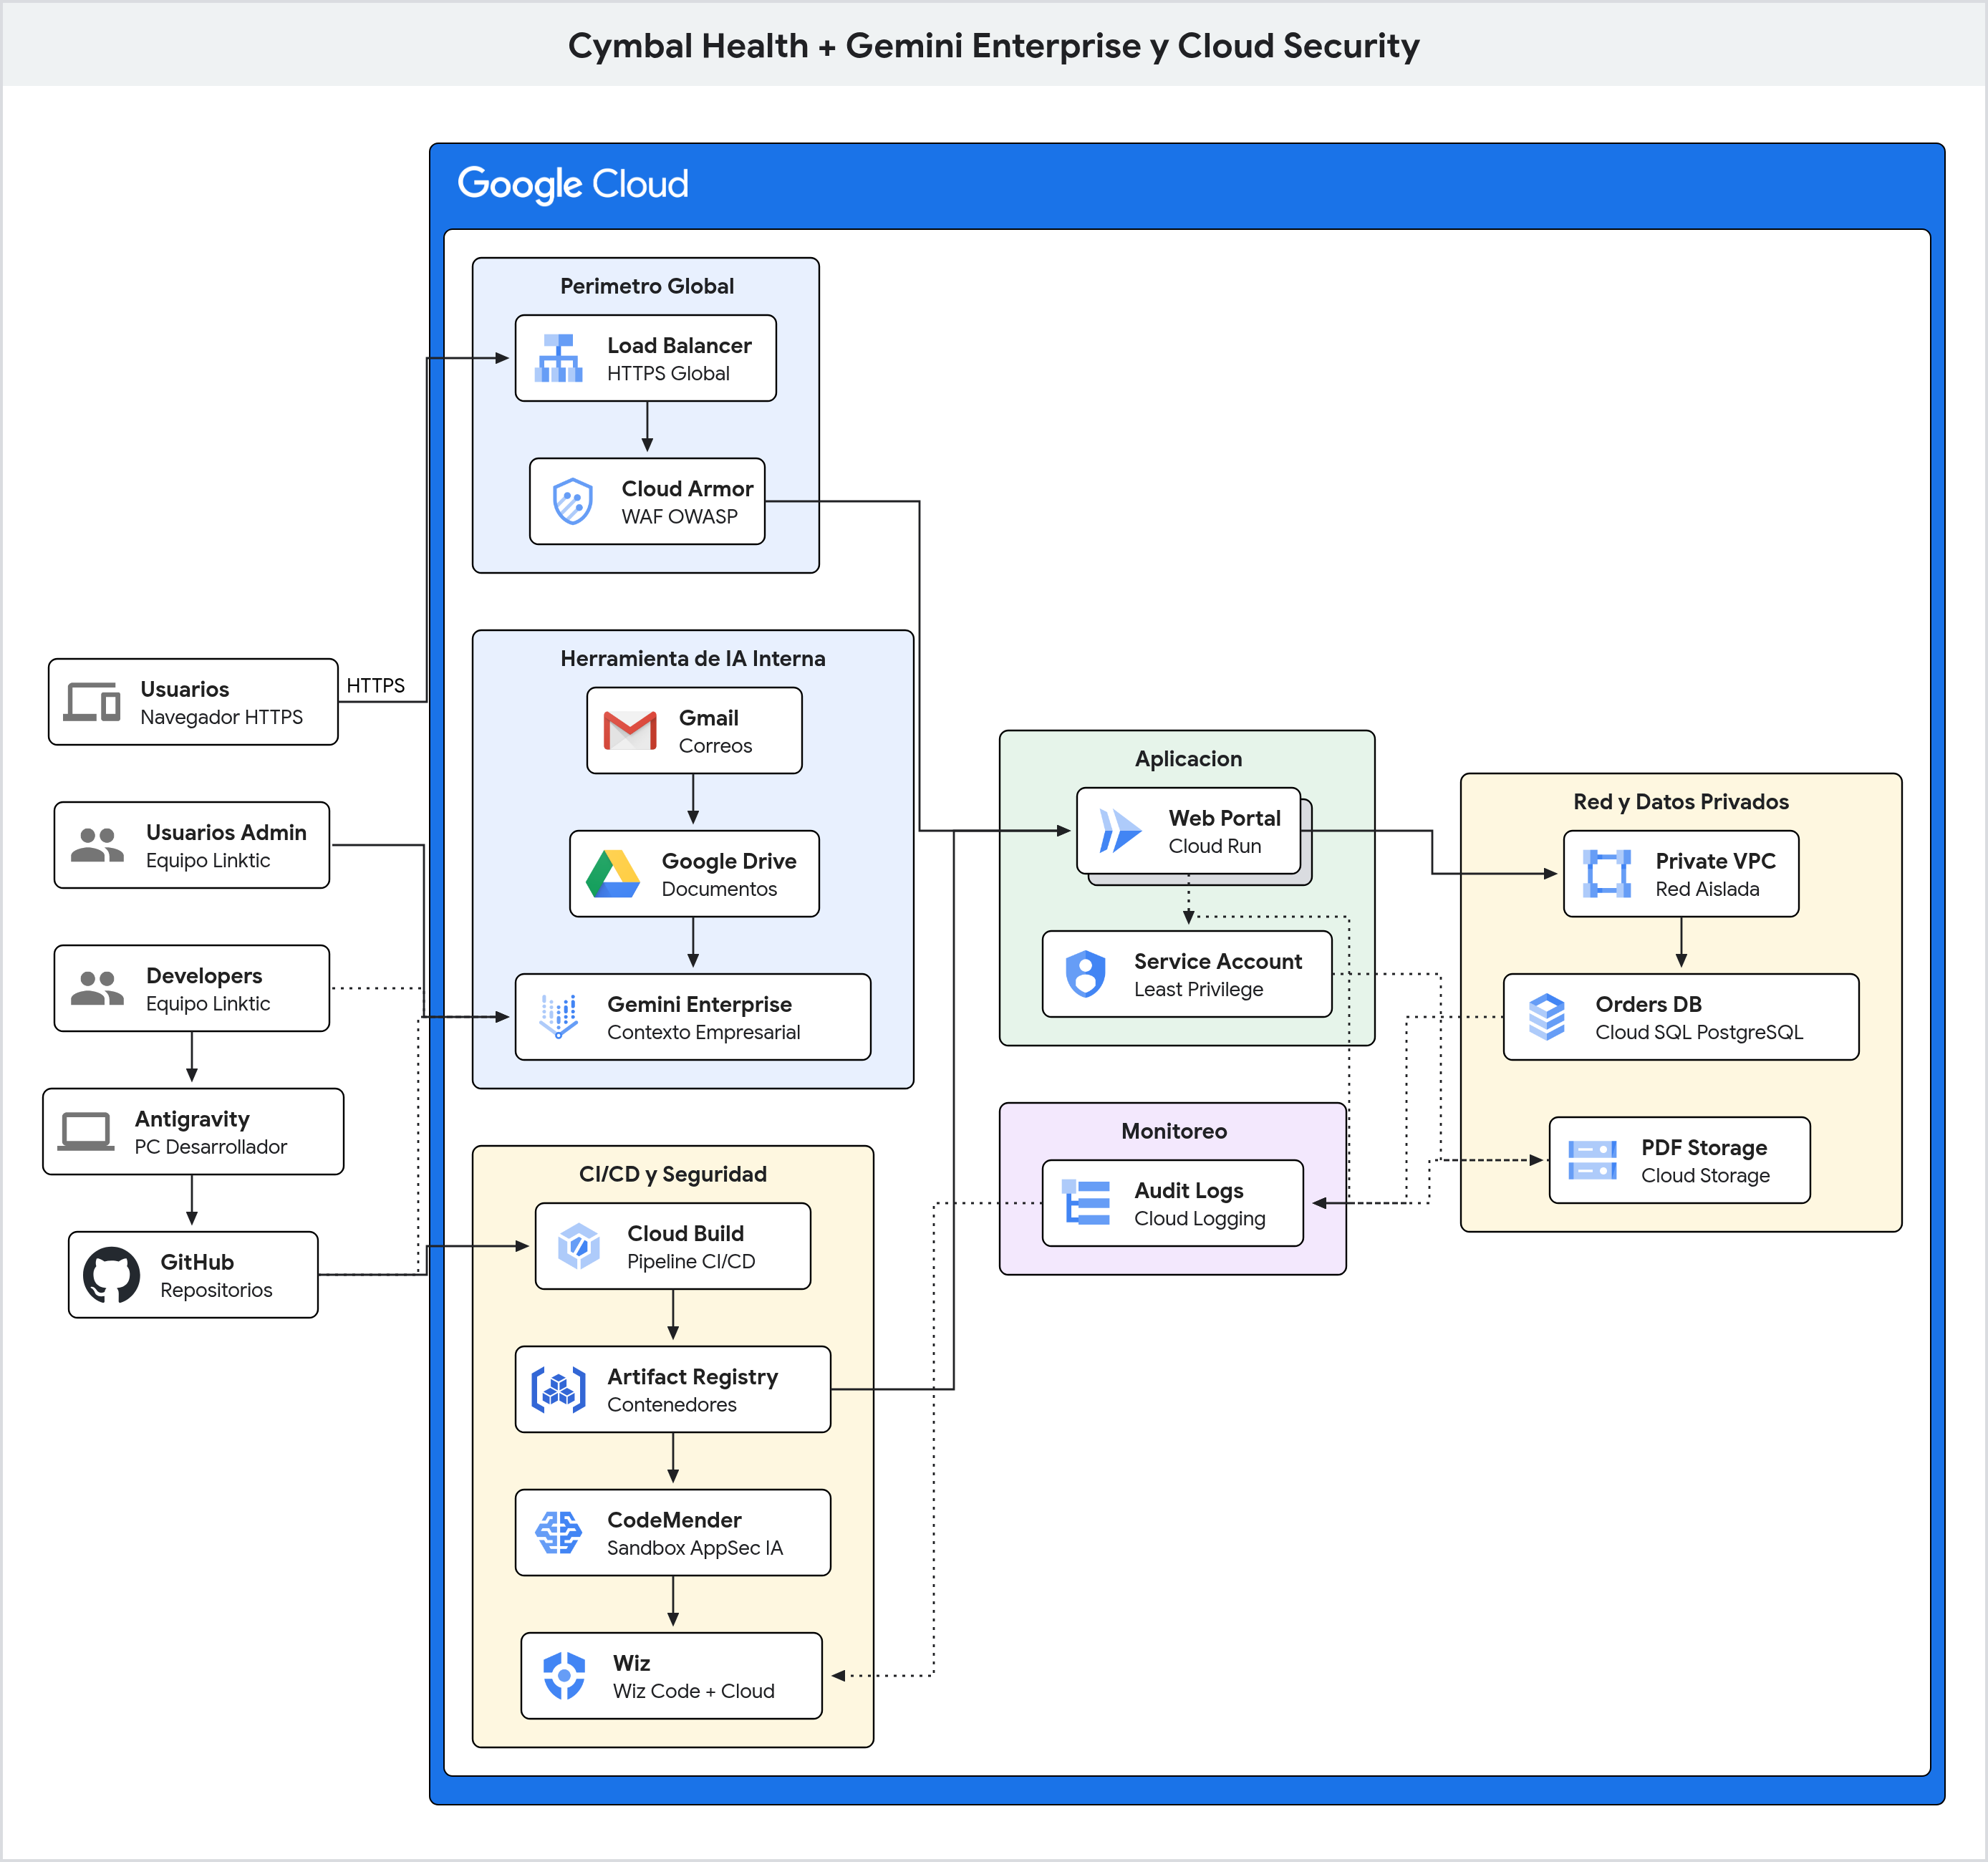 Cymbal Health + Gemini Enterprise y Cloud Security
Google Cloud
Perimetro Global
Load Balancer
HTTPS Global
Cloud Armor
WAF OWASP
Usuarios
Navegador HTTPS
HTTPS
Usuarios Admin
Equipo Linktic
Developers
Equipo Linktic
Antigravity
PC Desarrollador
GitHub
Repositorios
Herramienta de IA Interna
Gmail
Correos
Google Drive
Documentos
Gemini Enterprise
Contexto Empresarial
CI/CD y Seguridad
Cloud Build
Pipeline CI/CD
Artifact Registry
Contenedores
CodeMender
Sandbox AppSec IA
Wiz
Wiz Code + Cloud
Aplicacion
Web Portal
Cloud Run
Service Account
Least Privilege
Monitoreo
Audit Logs
Cloud Logging
Red y Datos Privados
Private VPC
Red Aislada
Orders DB
Cloud SQL PostgreSQL
PDF Storage
Cloud Storage